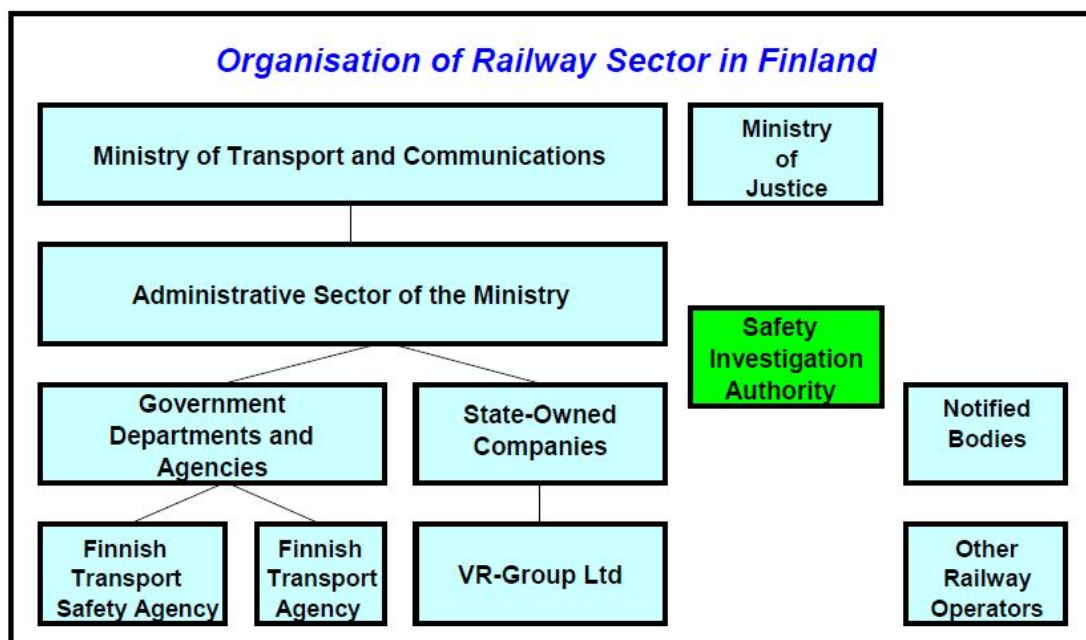 Organisation of Railway Sector in Finland
Ministry of Transport and Communications
Ministry
of
Justice
Administrative Sector of the Ministry
Safety
Investigation
Authority
Government
Departments and
Agencies
State-Owned
Companies
Notified
Bodies
Finnish
Transport
Safety Agency
Finnish
Transport
Agency
VR-Group Ltd
Other
Railway
Operators